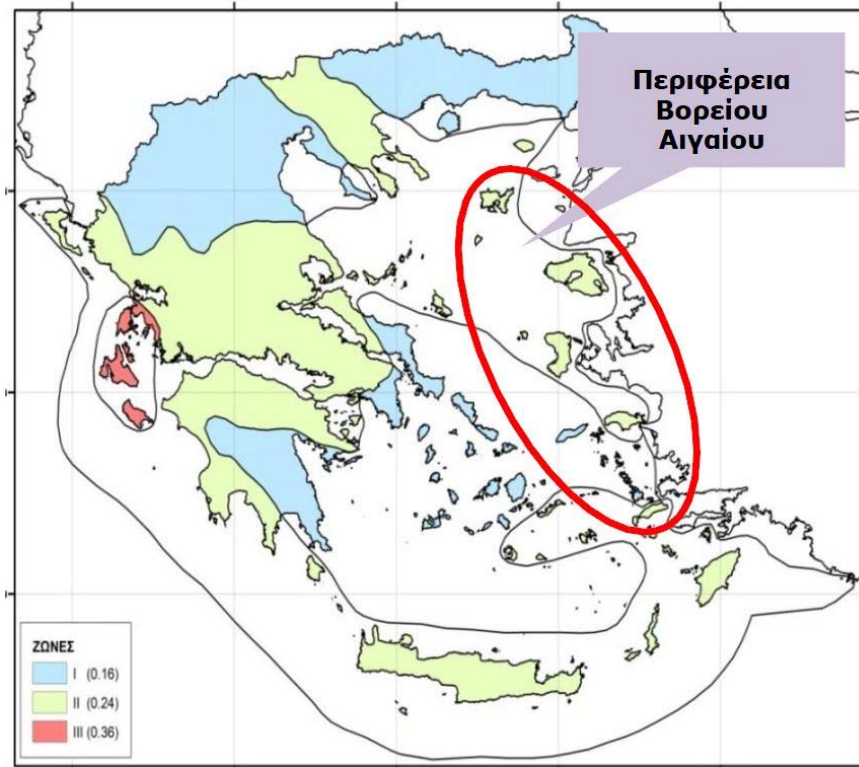 Περιφέρεια
Βορείου
Αιγαίου
ΖΩΝΕΣ
I (0.16)
II (0.24)
III (0.36)